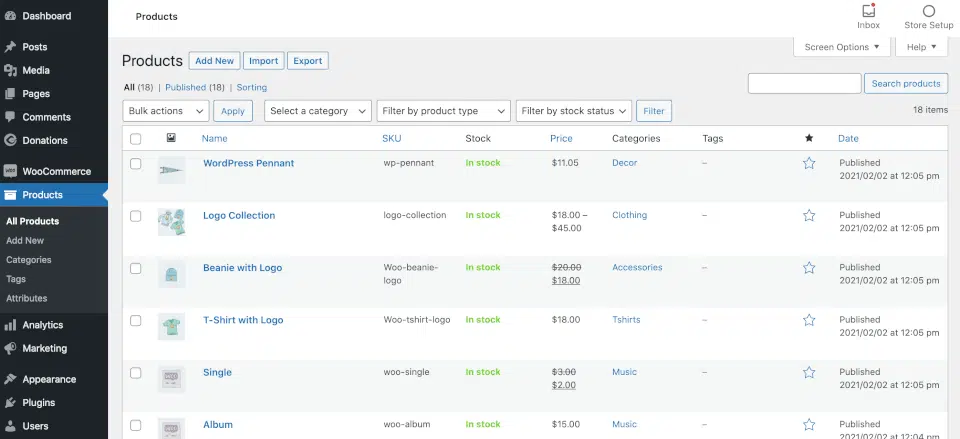 Dashboard
Posts
Media
Pages
Comments
Donations
WooCommerce
Products
All Products
Add New
Categories
Tags
Attributes
Analytics
Marketing
Appearance
Plugins
Users
Products
Inbox
Store Setup
Screen Options ▼
Help ▼
Products Add New Import Export
All (18) | Published (18) | Sorting
Search products
Bulk actions Apply Select a category Filter by product type Filter by stock status Filter
18 items
Name SKU Stock Price Categories Tags Date
WordPress Pennant wp-pennant In stock $11.05 Decor – Published
2021/02/02 at 12:05 pm
Logo Collection logo-collection In stock $18.00 – Clothing – Published
$45.00 2021/02/02 at 12:05 pm
Beanie with Logo Woo-beanie- In stock $20.00 Accessories – Published
logo $18.00 2021/02/02 at 12:05 pm
T-Shirt with Logo Woo-tshirt-logo In stock $18.00 Tshirts – Published
2021/02/02 at 12:05 pm
Single woo-single In stock $3.00 Music – Published
$2.00 2021/02/02 at 12:05 pm
Album woo-album In stock $15.00 Music – Published
2021/02/02 at 12:04 pm